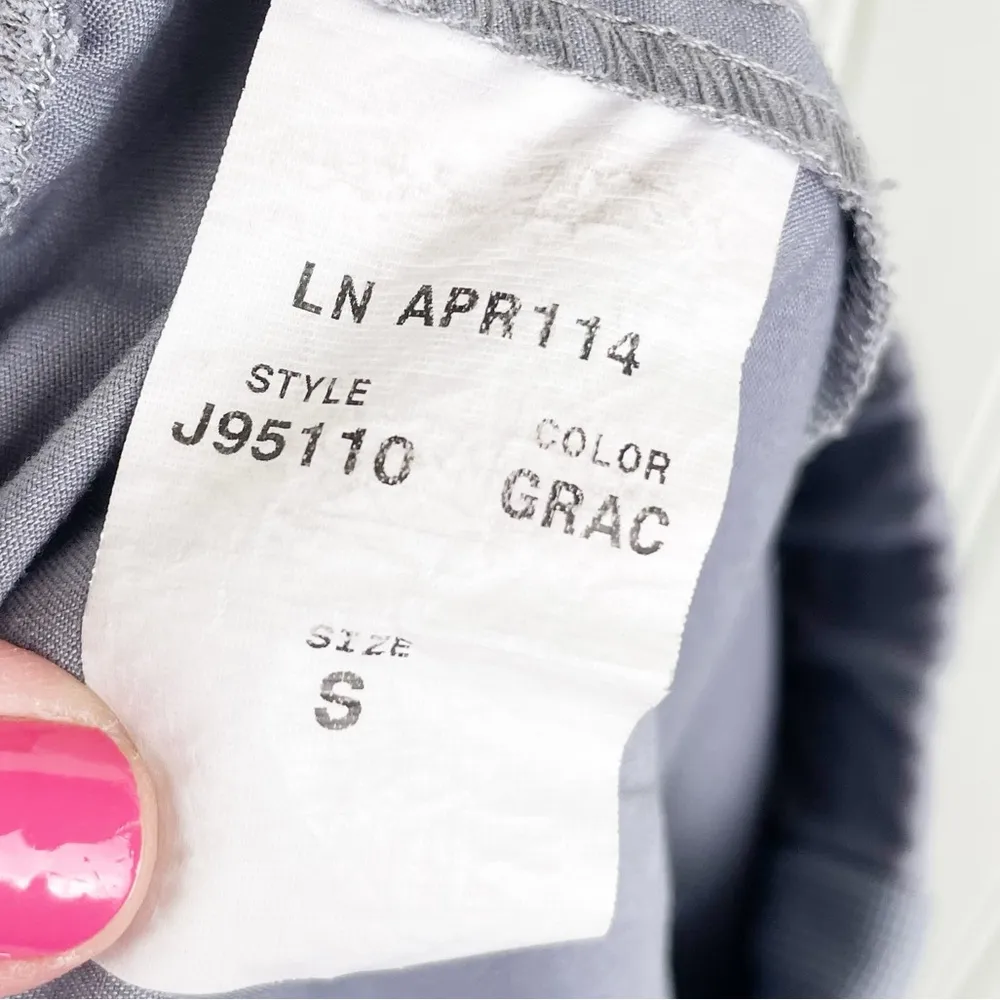 LN APR114
STYLE
J95110
COLOR
GRAC
SIZE
S